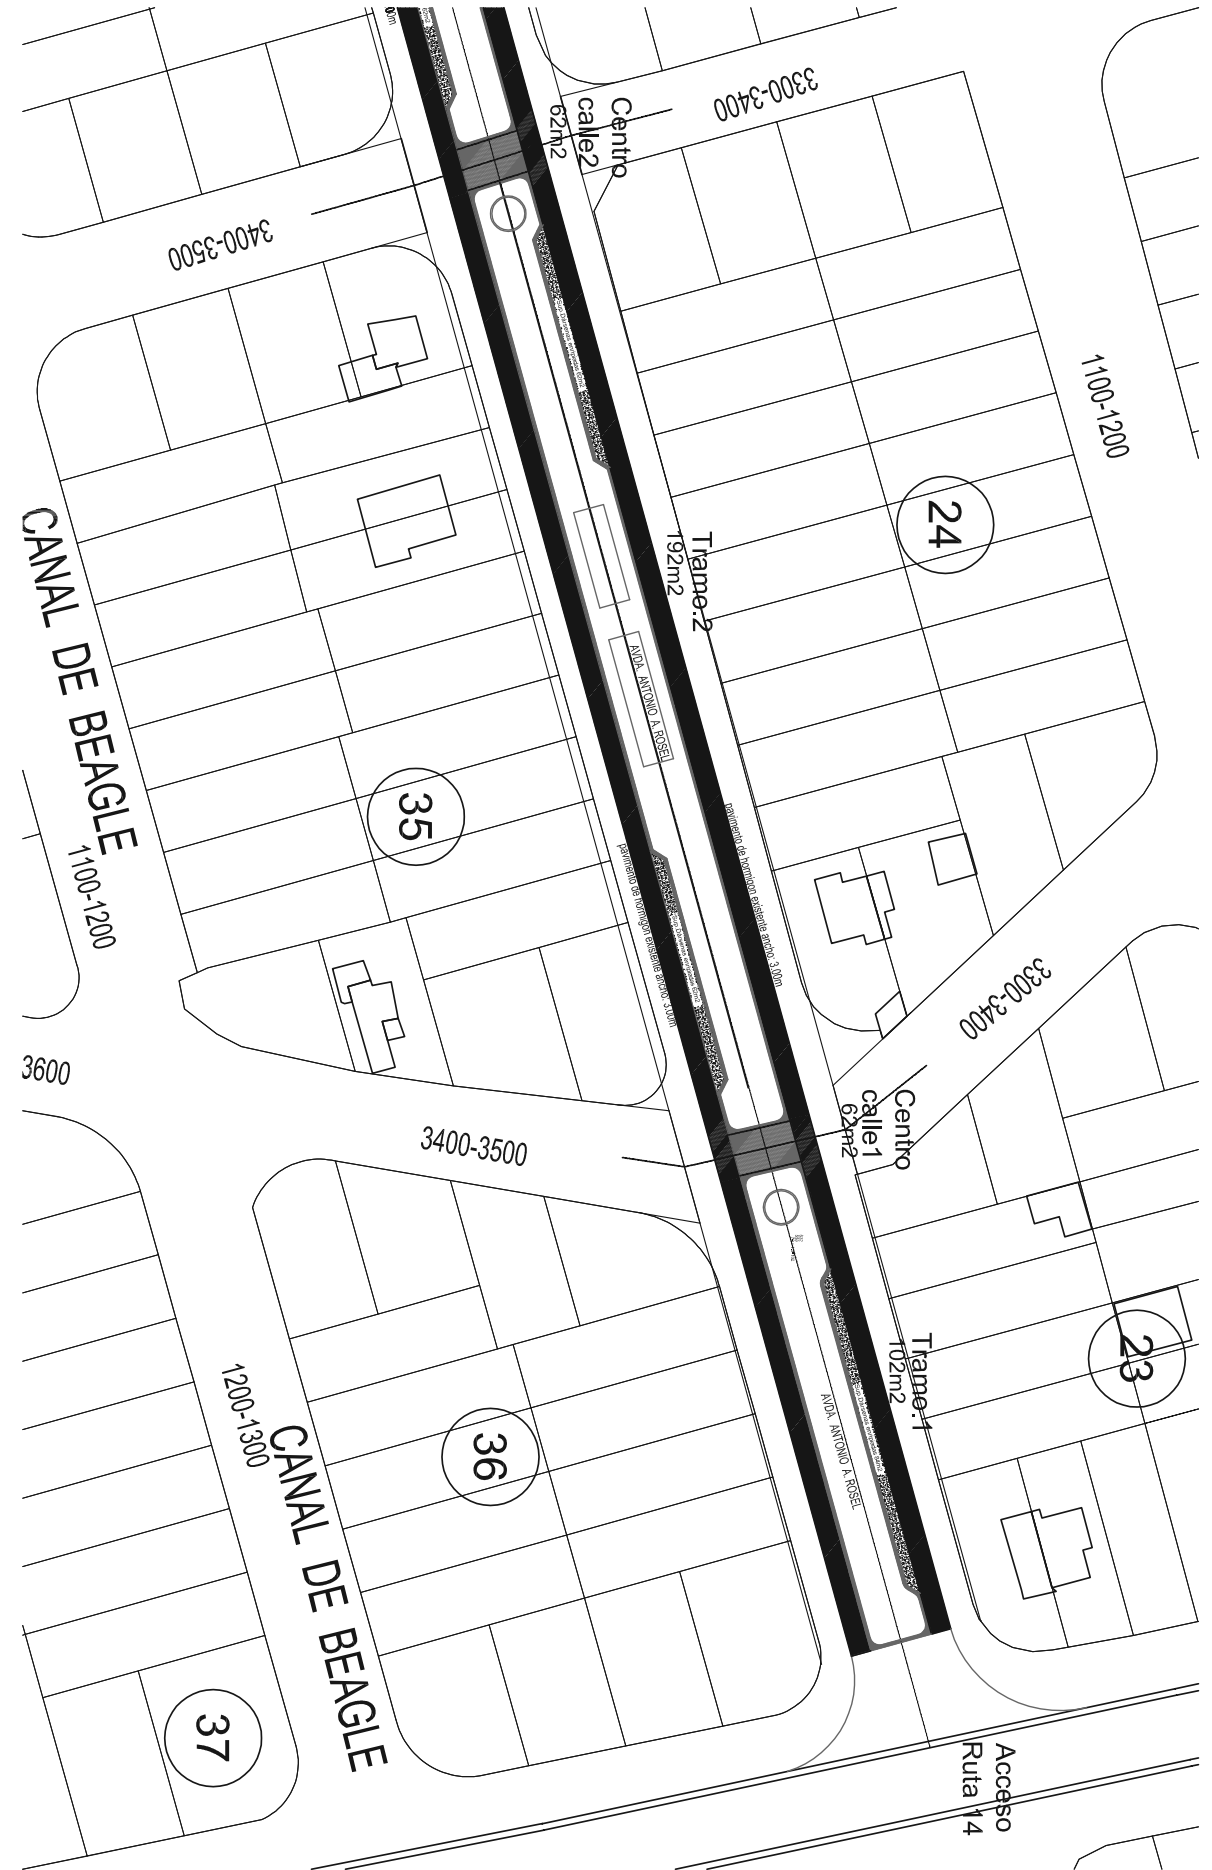 00m
3300-3400
Centro
calle2
62m2
3400-3500
1100-1200
24
CANAL DE BEAGLE
Tramo.2
192m2
AVDA. ANTONIO A. ROSEL
35
pavimento de hormigon existente ancho: 3.00m
pavimento de hormigon existente ancho: 3.00m
1100-1200
3300-3400
3600
Centro
calle1
62m2
3400-3500
23
Tramo.1
102m2
AVDA. ANTONIO A. ROSEL
1200-1300
36
CANAL DE BEAGLE
37
Acceso
Ruta 14